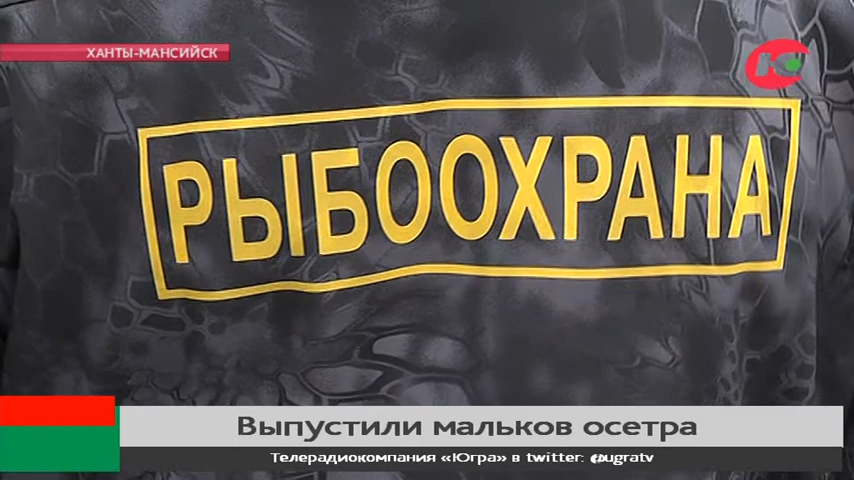 ХАНТЫ-МАНСИЙСК
Ю
РЫБООХРАНА
Выпустили мальков осетра
Телерадиокомпания «Югра» в twitter: @ugratv